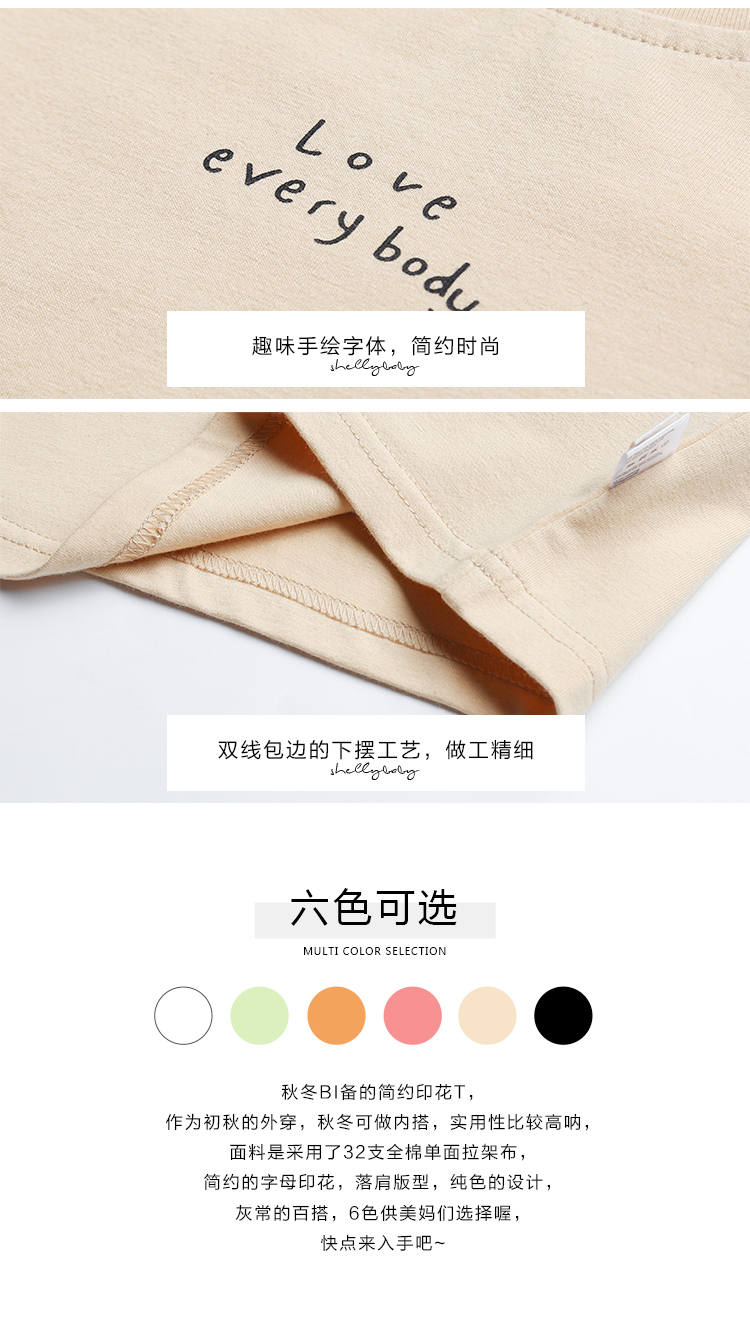 Love
every body
趣味手绘字体，简约时尚
shellybaby
双线包边的下摆工艺，做工精细
shellybaby
六色可选
MULTI COLOR SELECTION
秋冬BI备的简约印花T，
作为初秋的外穿，秋冬可做内搭，实用性比较高呐，
面料是采用了32支全棉单面拉架布，
简约的字母印花，落肩版型，纯色的设计，
灰常的百搭，6色供美妈们选择喔，
快点来入手吧~